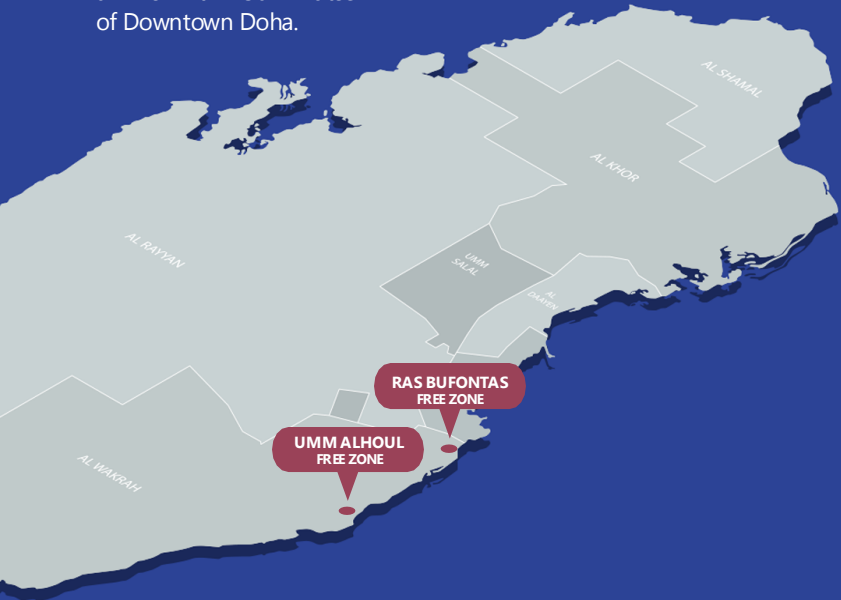 of Downtown Doha.
AL SHAMAL
AL KHOR
AL RAYYAN
UMM
SALAL
AL
DAAYEN
RAS BUFONTAS
FREE ZONE
UMM ALHOUL
FREE ZONE
AL WAKRAH